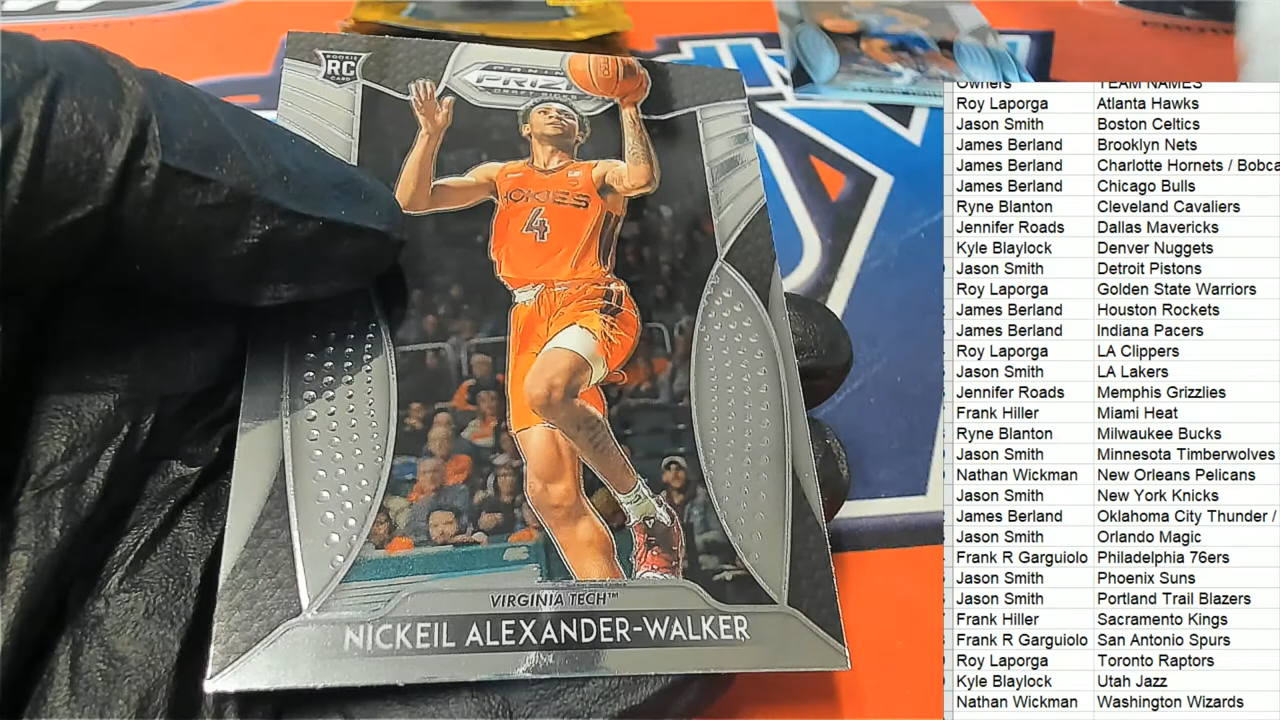 ROOKIE
RC
CARD
PANINI
PRIZM
DRAFT PICKS
HOKIES
4
VIRGINIA TECH™
NICKEIL ALEXANDER-WALKER
Owners TEAM NAMES
Roy Laporga Atlanta Hawks
Jason Smith Boston Celtics
James Berland Brooklyn Nets
James Berland Charlotte Hornets / Bobca
James Berland Chicago Bulls
Ryne Blanton Cleveland Cavaliers
Jennifer Roads Dallas Mavericks
Kyle Blaylock Denver Nuggets
Jason Smith Detroit Pistons
Roy Laporga Golden State Warriors
James Berland Houston Rockets
James Berland Indiana Pacers
Roy Laporga LA Clippers
Jason Smith LA Lakers
Jennifer Roads Memphis Grizzlies
Frank Hiller Miami Heat
Ryne Blanton Milwaukee Bucks
Jason Smith Minnesota Timberwolves
Nathan Wickman New Orleans Pelicans
Jason Smith New York Knicks
James Berland Oklahoma City Thunder /
Jason Smith Orlando Magic
Frank R Garguiolo Philadelphia 76ers
Jason Smith Phoenix Suns
Jason Smith Portland Trail Blazers
Frank Hiller Sacramento Kings
Frank R Garguiolo San Antonio Spurs
Roy Laporga Toronto Raptors
Kyle Blaylock Utah Jazz
Nathan Wickman Washington Wizards